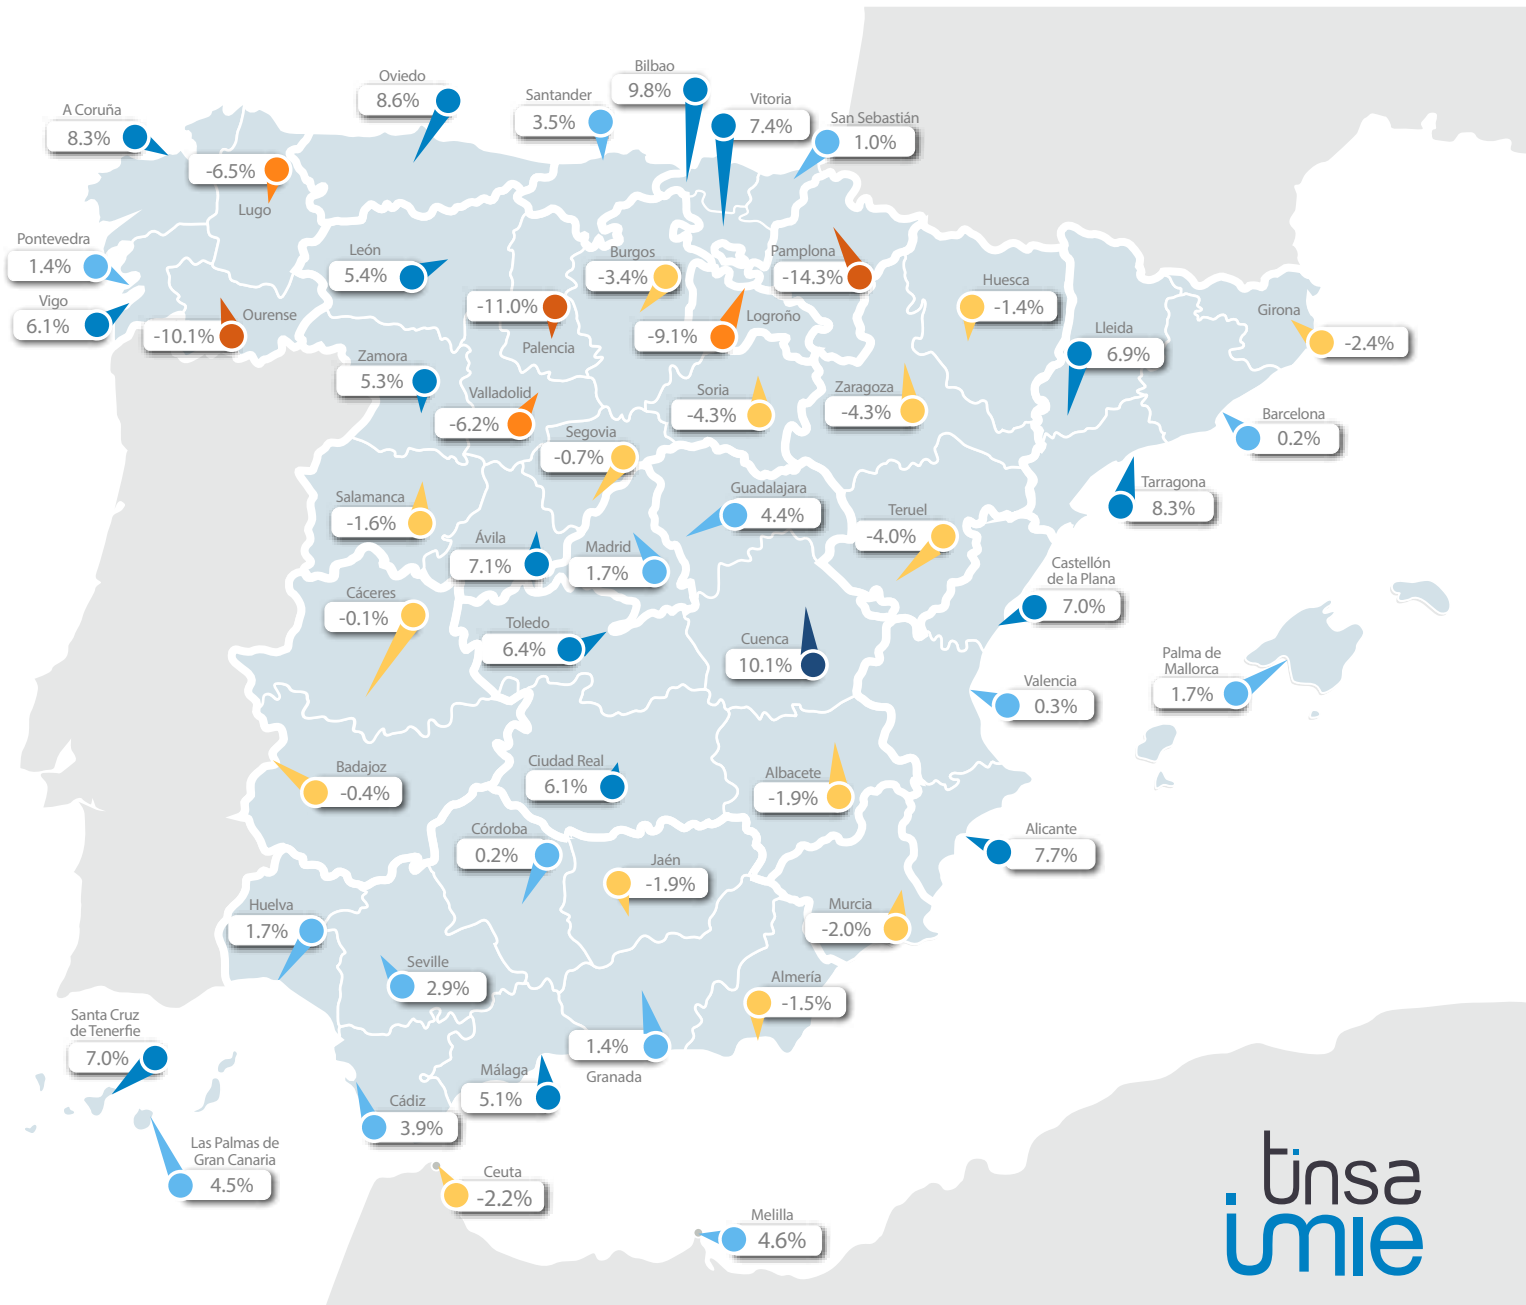 Oviedo
8.6%
Bilbao
9.8%
Santander
3.5%
Vitoria
7.4%
A Coruña
8.3%
San Sebastián
1.0%
-6.5%
Lugo
Pontevedra
1.4%
León
5.4%
Burgos
-3.4%
Pamplona
-14.3%
Huesca
-1.4%
Vigo
6.1%
Ourense
-10.1%
-11.0%
Palencia
Logroño
-9.1%
Lleida
6.9%
Girona
-2.4%
Zamora
5.3%
Valladolid
-6.2%
Soria
-4.3%
Zaragoza
-4.3%
Barcelona
0.2%
Segovia
-0.7%
Salamanca
-1.6%
Guadalajara
4.4%
Teruel
-4.0%
Tarragona
8.3%
Ávila
7.1%
Madrid
1.7%
Castellón
de la Plana
7.0%
Cáceres
-0.1%
Toledo
6.4%
Cuenca
10.1%
Palma de
Mallorca
1.7%
Valencia
0.3%
Badajoz
-0.4%
Ciudad Real
6.1%
Albacete
-1.9%
Alicante
7.7%
Córdoba
0.2%
Jaén
-1.9%
Huelva
1.7%
Murcia
-2.0%
Seville
2.9%
Almería
-1.5%
Santa Cruz
de Tenerfie
7.0%
1.4%
Granada
Málaga
5.1%
Cádiz
3.9%
Las Palmas de
Gran Canaria
4.5%
Ceuta
-2.2%
Melilla
4.6%
tinsa
imie